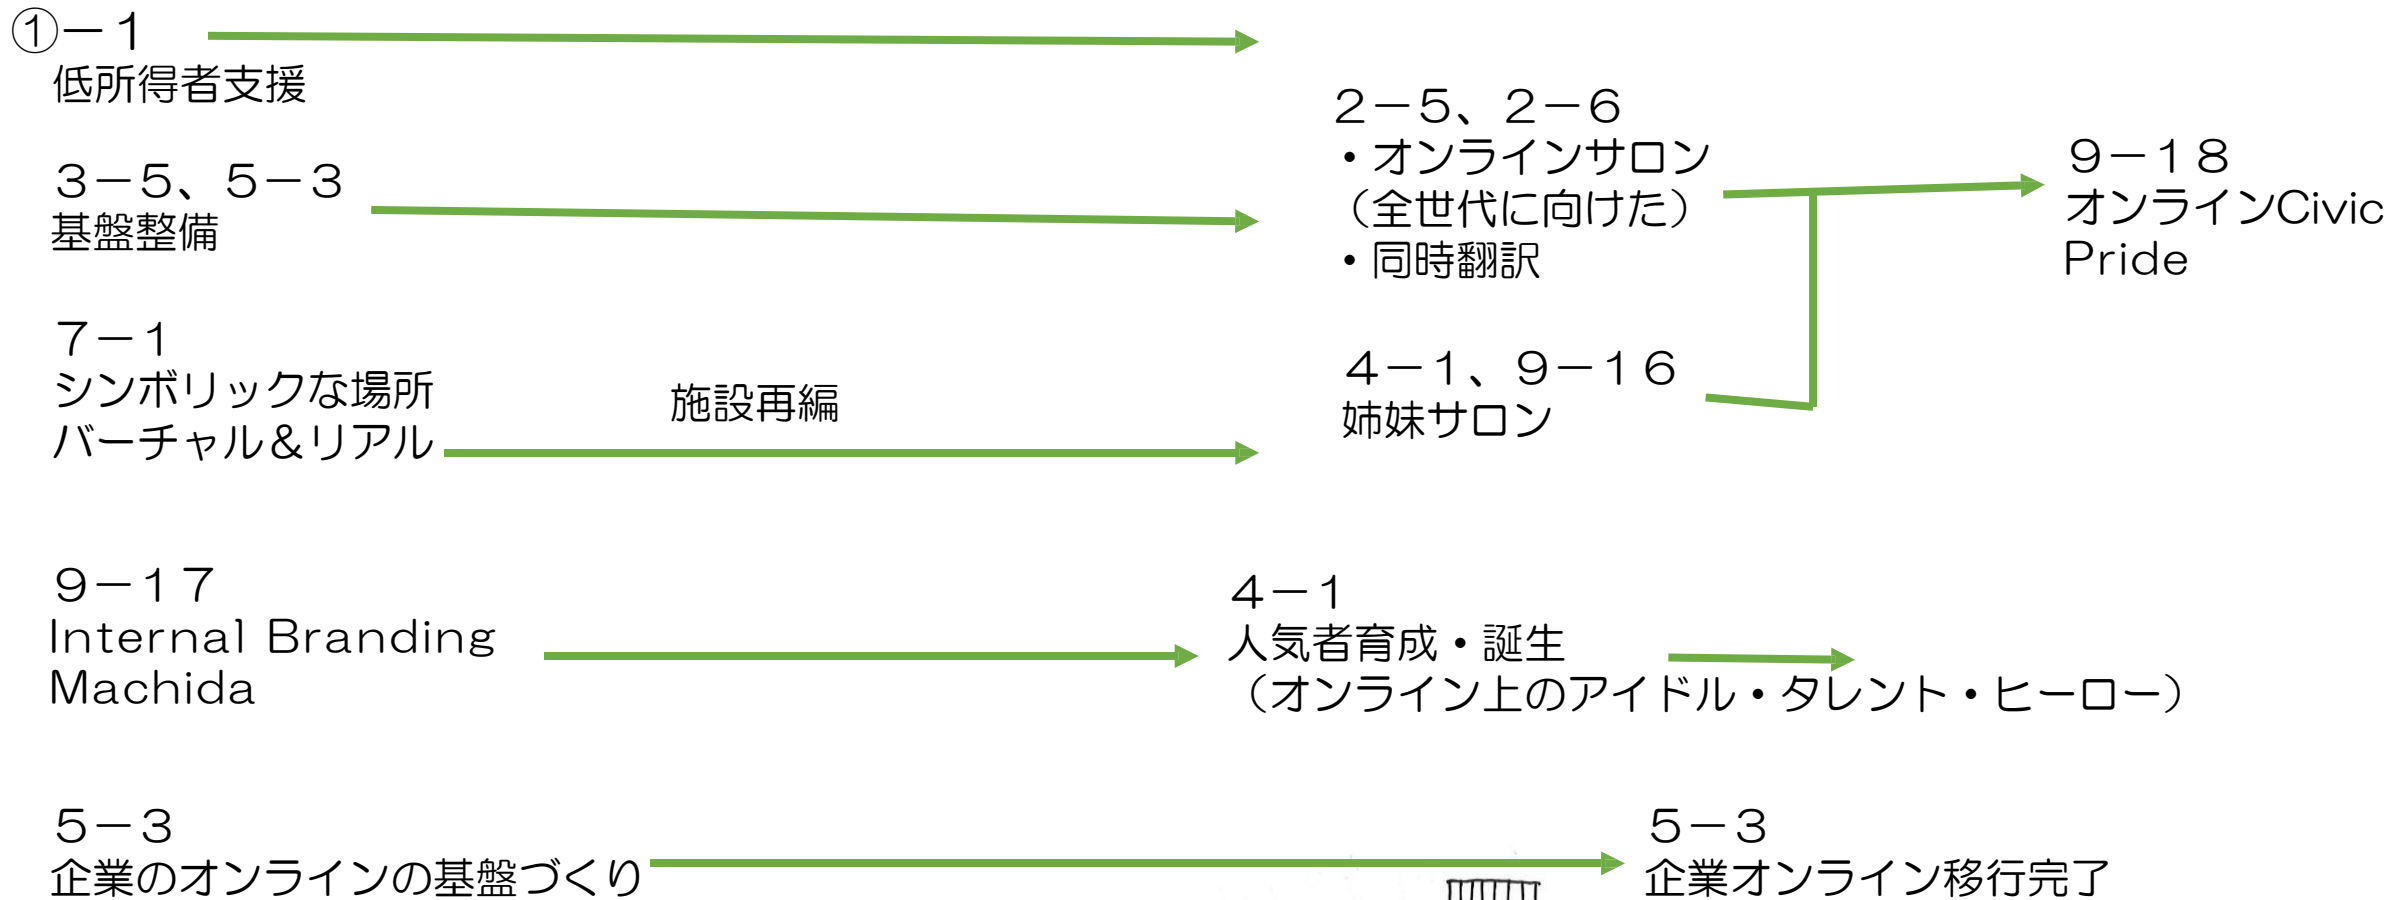 ①－１
低所得者支援
３－５、５－３
基盤整備
７－１
シンボリックな場所
バーチャル＆リアル
施設再編
２－５、２－６
・オンラインサロン
（全世代に向けた）
・同時翻訳
４－１、９－１６
姉妹サロン
９－１８
オンラインCivic
Pride
９－１７
Internal Branding
Machida
４－１
人気者育成・誕生
（オンライン上のアイドル・タレント・ヒーロー）
５－３
企業のオンラインの基盤づくり
５－３
企業オンライン移行完了